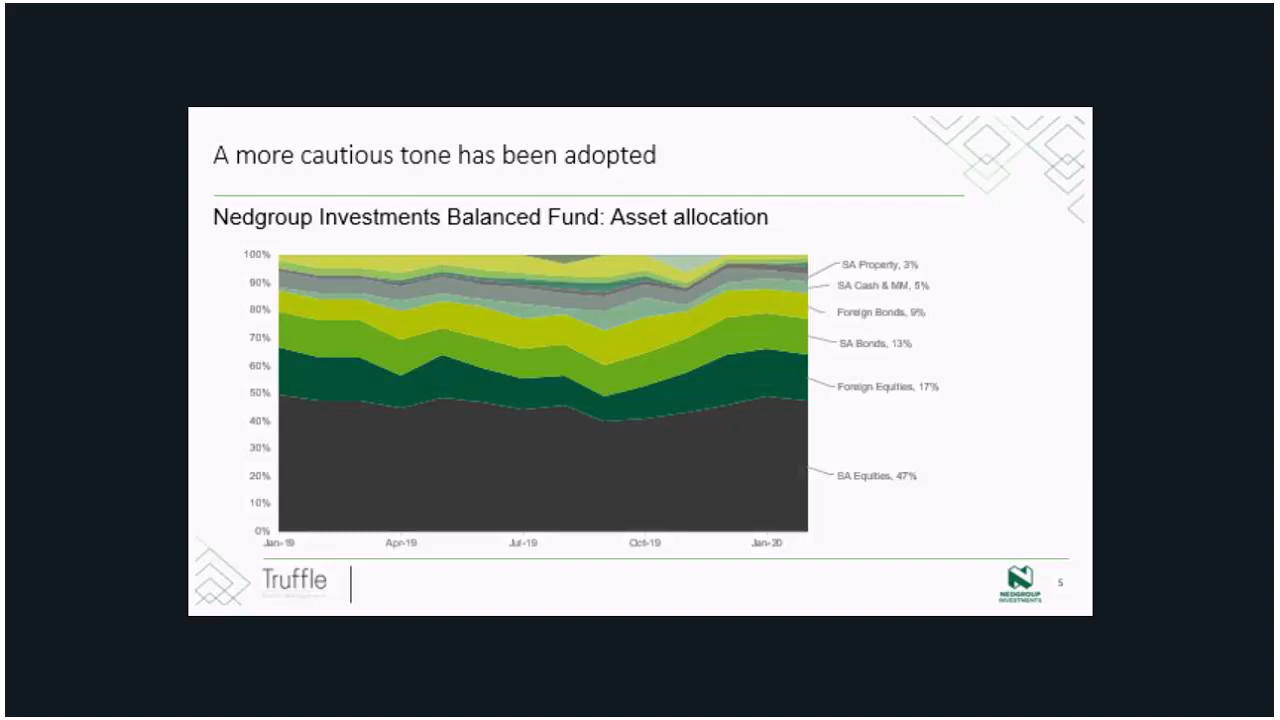 A more cautious tone has been adopted
Nedgroup Investments Balanced Fund: Asset allocation
100%
90%
80%
70%
60%
50%
40%
30%
20%
10%
0%
Jan-19
Apr-19
Jul-19
Oct-19
Jan-20
SA Property, 3%
SA Cash & MM, 5%
Foreign Bonds, 9%
SA Bonds, 13%
Foreign Equities, 17%
SA Equities, 47%
Truffle
NEDGROUP
INVESTMENTS
5